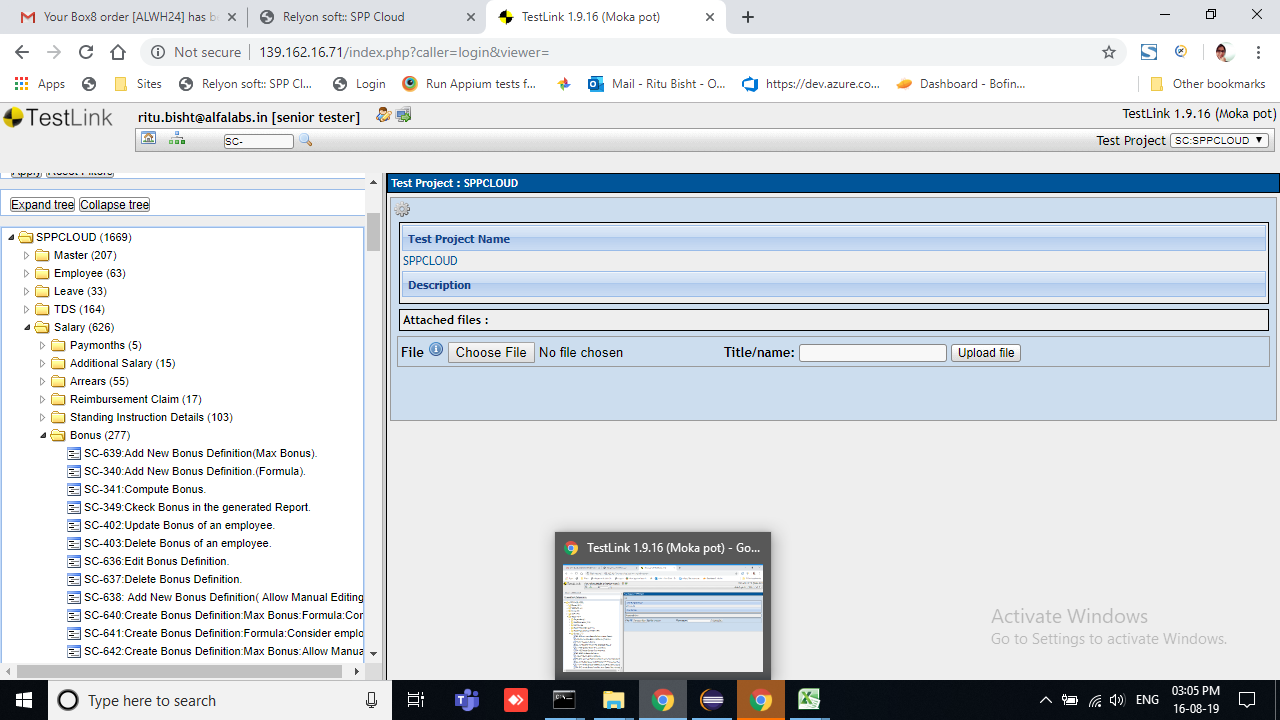 Your Box8 order [ALWH24] has b
Relyon soft:: SPP Cloud
TestLink 1.9.16 (Moka pot)
Not secure
139.162.16.71/index.php?caller=login&viewer=
Apps
Sites
Relyon soft:: SPP Cl...
Login
Run Appium tests f...
Mail - Ritu Bisht - O...
https://dev.azure.co...
Dashboard - Bofin...
Other bookmarks
TestLink
ritu.bisht@alfalabs.in [senior tester]
TestLink 1.9.16 (Moka pot)
SC-
Test Project
SC:SPPCLOUD
Apply
Reset Filters
Expand tree
Collapse tree
SPPCLOUD (1669)
Master (207)
Employee (63)
Leave (33)
TDS (164)
Salary (626)
Paymonths (5)
Additional Salary (15)
Arrears (55)
Reimbursement Claim (17)
Standing Instruction Details (103)
Bonus (277)
SC-639:Add New Bonus Definition(Max Bonus).
SC-340:Add New Bonus Definition.(Formula).
SC-341:Compute Bonus.
SC-349:Ckeck Bonus in the generated Report.
SC-402:Update Bonus of an employee.
SC-403:Delete Bonus of an employee.
SC-636:Edit Bonus Definition.
SC-637:Delete Bonus Definition.
SC-638: Add New Bonus Definition( Allow Manual Editing
SC-640:Create Bonus Definition:Max Bonus:Formula:Con
SC-641:Create Bonus Definition:Formula:Consider emplo
SC-642:Create Bonus Definition:Max Bonus:Allow Manua
Test Project : SPPCLOUD
Test Project Name
SPPCLOUD
Description
Attached files :
File
Choose File
No file chosen
Title/name:
Upload file
TestLink 1.9.16 (Moka pot) - Go...
Activate Windows
Go to Settings to activate Windows.
Type here to search
ENG
03:05 PM
16-08-19